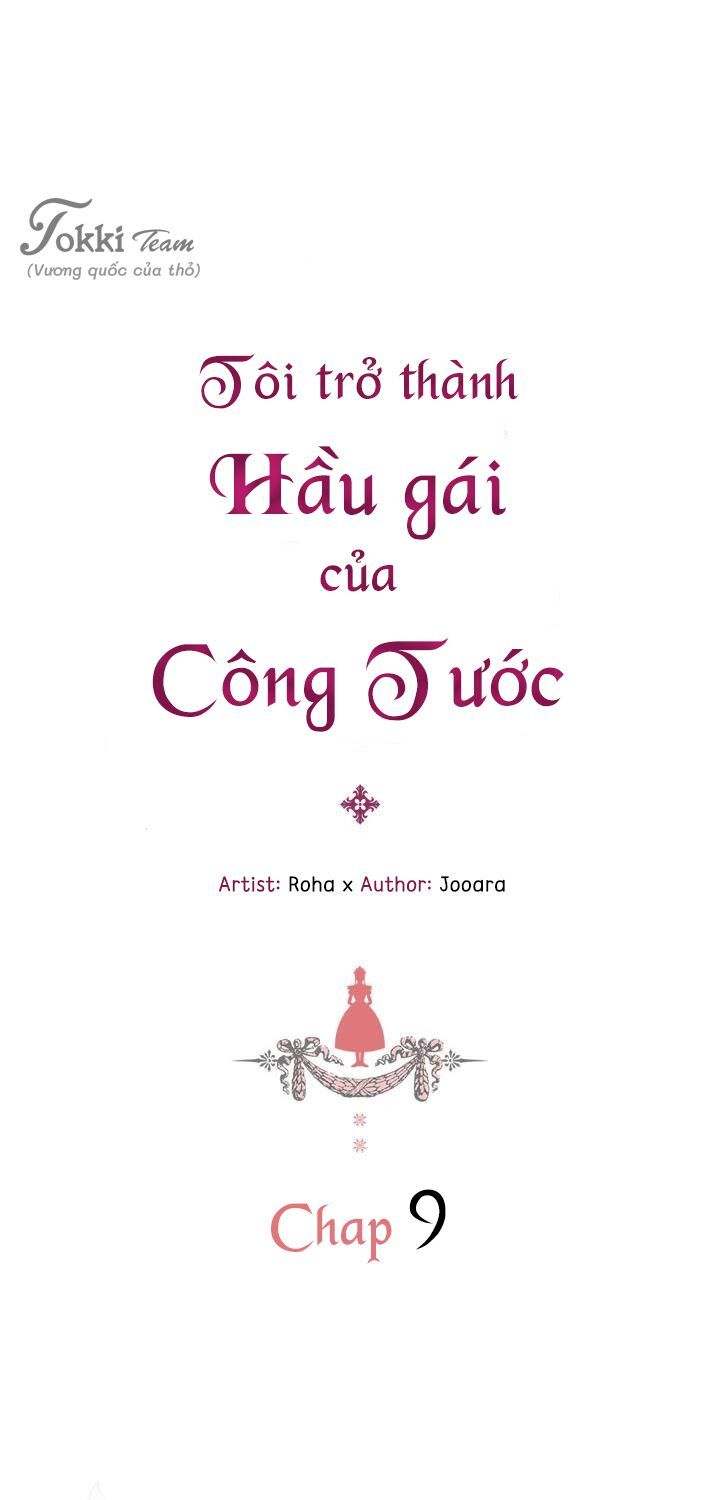 Tokki Team
(Vương quốc của thỏ)
Tôi trở thành
Hầu gái
của
Công Tước
Artist: Roha x Author: Jooara
Chap 9